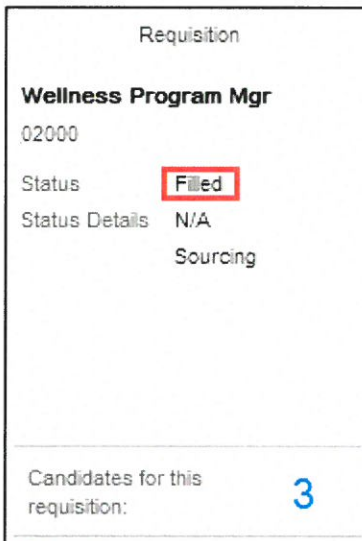 Requisition
Wellness Program Mgr
02000
Status Filled
Status Details N/A
Sourcing
Candidates for this
requisition:
3